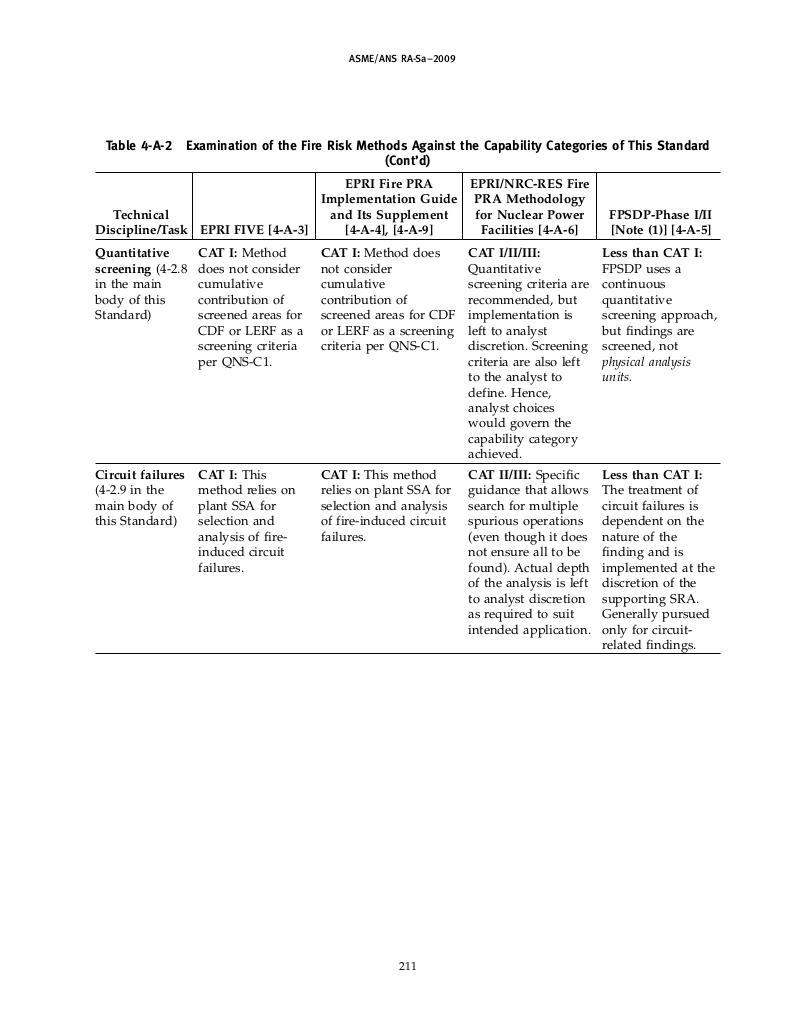 ASME/ANS RA-Sa–2009
Table 4-A-2 Examination of the Fire Risk Methods Against the Capability Categories of This Standard
(Cont’d)
Technical
Discipline/Task
EPRI FIVE [4-A-3]
EPRI Fire PRA
Implementation Guide
and Its Supplement
[4-A-4], [4-A-9]
EPRI/NRC-RES Fire
PRA Methodology
for Nuclear Power
Facilities [4-A-6]
FPSDP-Phase I/II
[Note (1)] [4-A-5]
Quantitative
screening (4-2.8
in the main
body of this
Standard)
CAT I: Method
does not consider
cumulative
contribution of
screened areas for
CDF or LERF as a
screening criteria
per QNS-C1.
CAT I: Method does
not consider
cumulative
contribution of
screened areas for CDF
or LERF as a screening
criteria per QNS-C1.
CAT I/II/III:
Quantitative
screening criteria are
recommended, but
implementation is
left to analyst
discretion. Screening
criteria are also left
to the analyst to
define. Hence,
analyst choices
would govern the
capability category
achieved.
Less than CAT I:
FPSDP uses a
continuous
quantitative
screening approach,
but findings are
screened, not
physical analysis
units.
Circuit failures
(4-2.9 in the
main body of
this Standard)
CAT I: This
method relies on
plant SSA for
selection and
analysis of fire-
induced circuit
failures.
CAT I: This method
relies on plant SSA for
selection and analysis
of fire-induced circuit
failures.
CAT II/III: Specific
guidance that allows
search for multiple
spurious operations
(even though it does
not ensure all to be
found). Actual depth
of the analysis is left
to analyst discretion
as required to suit
intended application.
Less than CAT I:
The treatment of
circuit failures is
dependent on the
nature of the
finding and is
implemented at the
discretion of the
supporting SRA.
Generally pursued
only for circuit-
related findings.
211